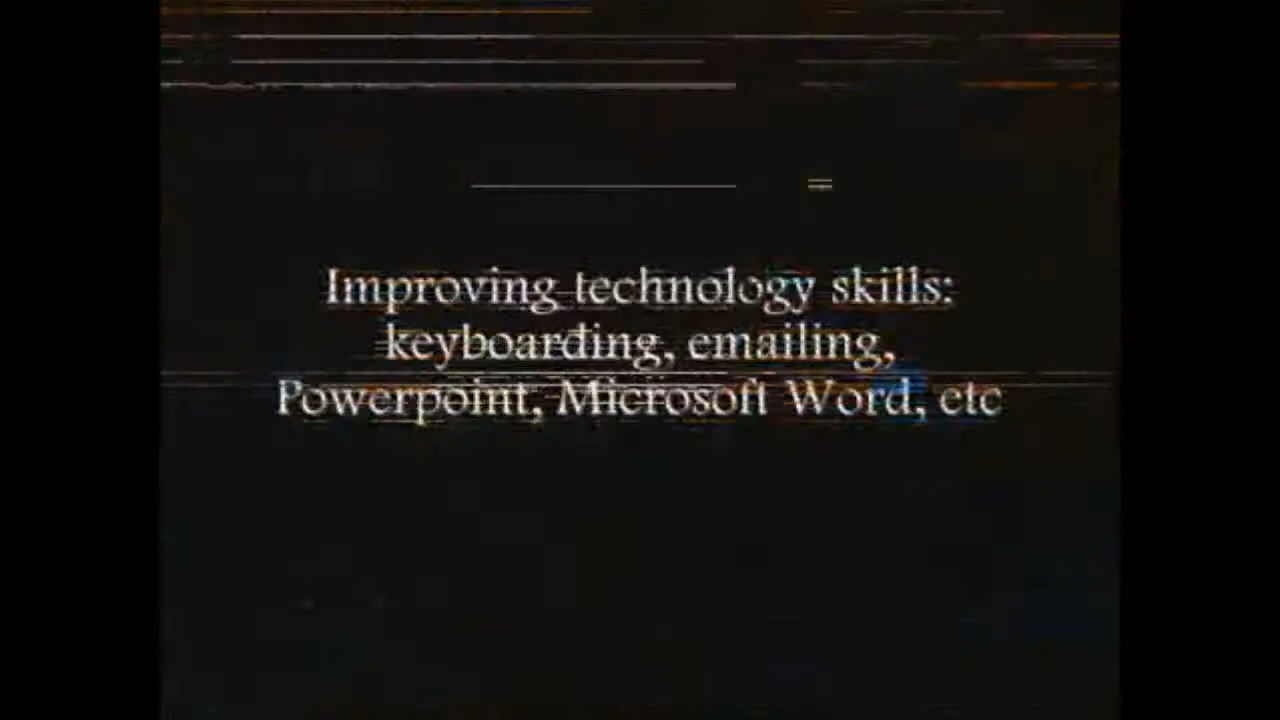 Improving technology skills:
keyboarding, emailing,
Powerpoint, Microsoft Word, etc